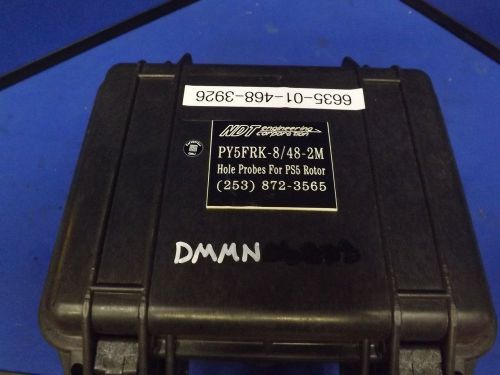 6635-01-468-3926
NDT engineering
corporation
PY5FRK-8/48-2M
Hole Probes For PS5 Rotor
(253) 872-3565
DMMN